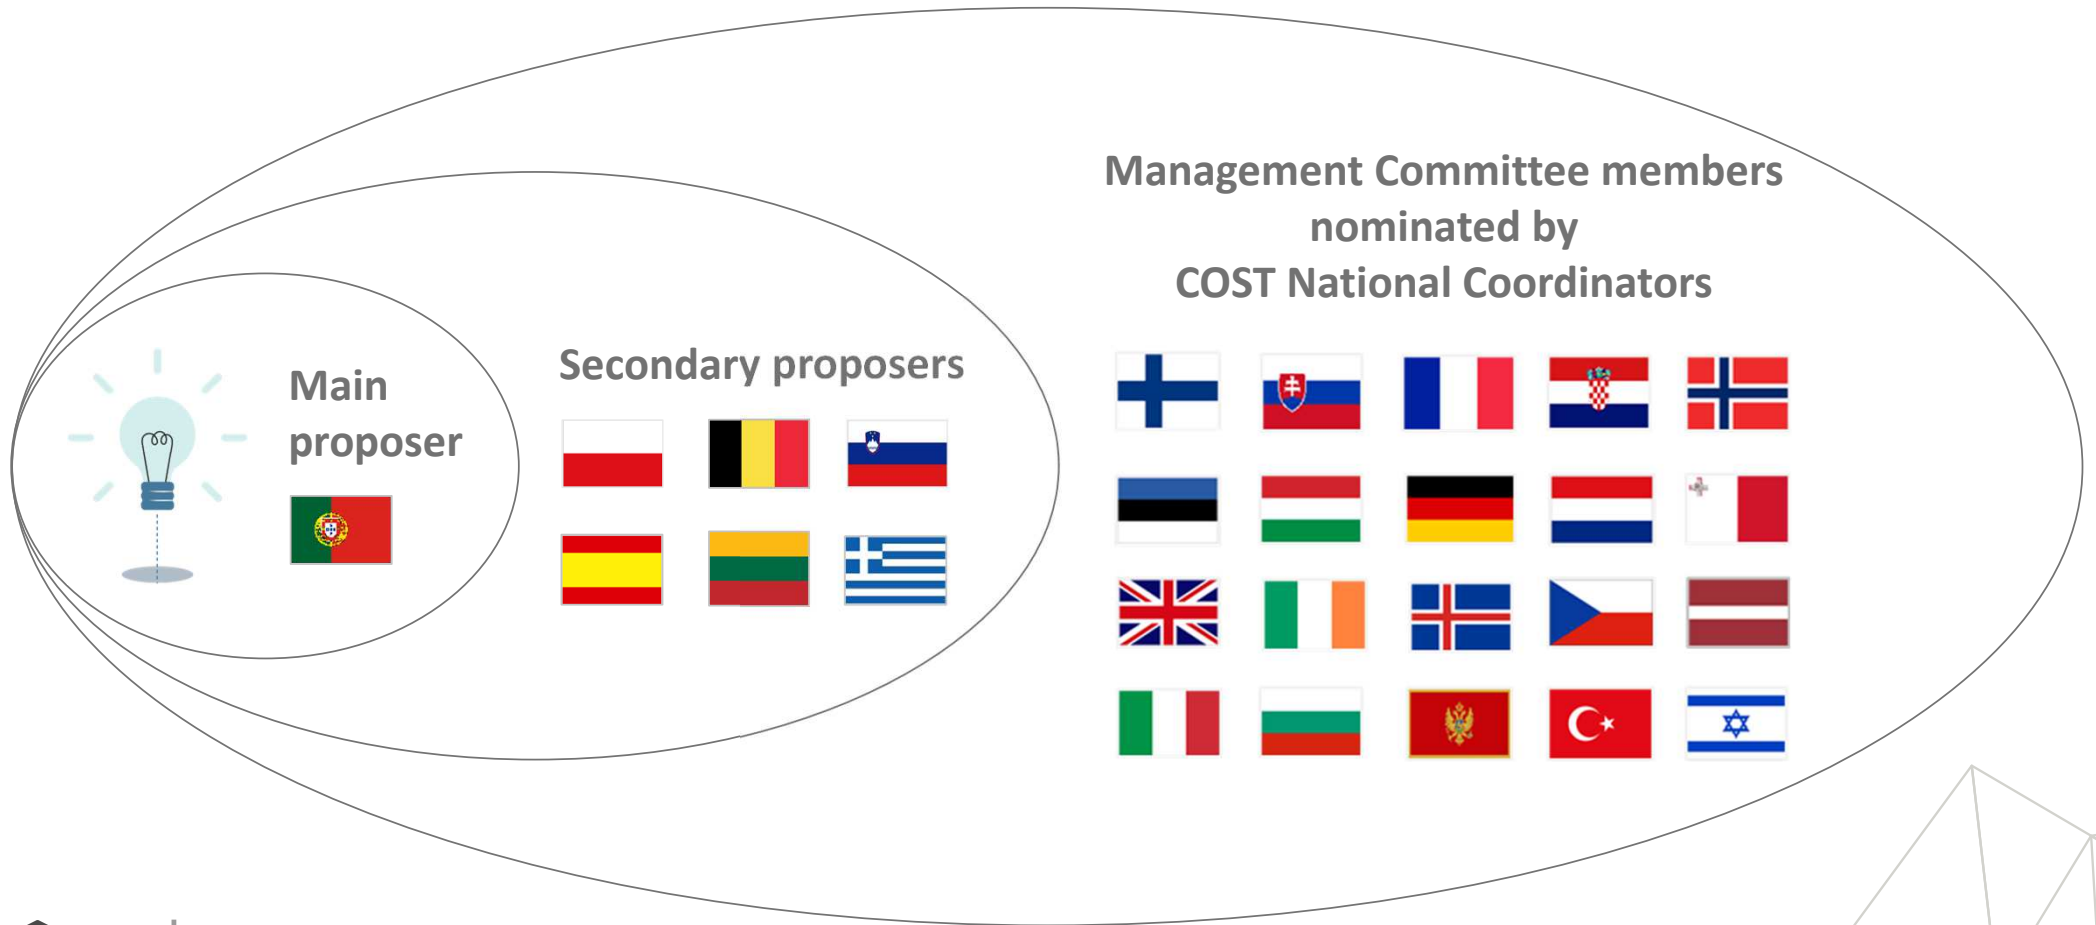 Main
proposer
Secondary proposers
Management Committee members
nominated by
COST National Coordinators